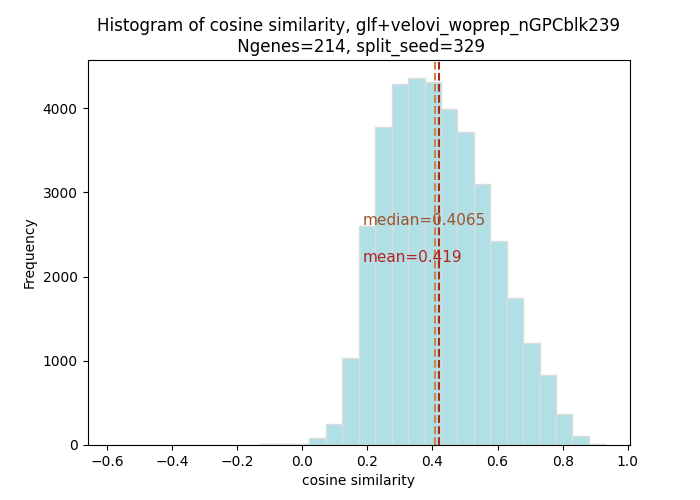 Histogram of cosine similarity, glf+velovi_woprep_nGPCblk239
Ngenes=214, split_seed=329
Frequency
4000
3000
2000
1000
0
median=0.4065
mean=0.419
−0.6 −0.4 −0.2 0.0 0.2 0.4 0.6 0.8 1.0
cosine similarity